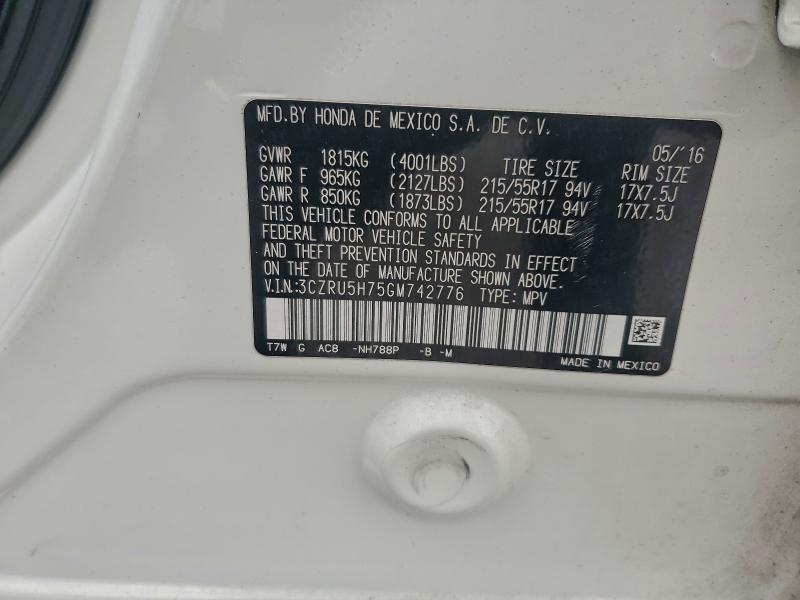 MFD.BY HONDA DE MEXICO S.A. DE C.V.
05/'16
GVWR 1815KG (4001LBS) TIRE SIZE RIM SIZE
GAWR F 965KG (2127LBS) 215/55R17 94V 17X7.5J
GAWR R 850KG (1873LBS) 215/55R17 94V 17X7.5J
THIS VEHICLE CONFORMS TO ALL APPLICABLE
FEDERAL MOTOR VEHICLE SAFETY
AND THEFT PREVENTION STANDARDS IN EFFECT
ON THE DATE OF MANUFACTURE SHOWN ABOVE.
V.I.N.:3CZRU5H75GM742776 TYPE: MPV
T7W G AC8 -NH788P -B -M
MADE IN MEXICO